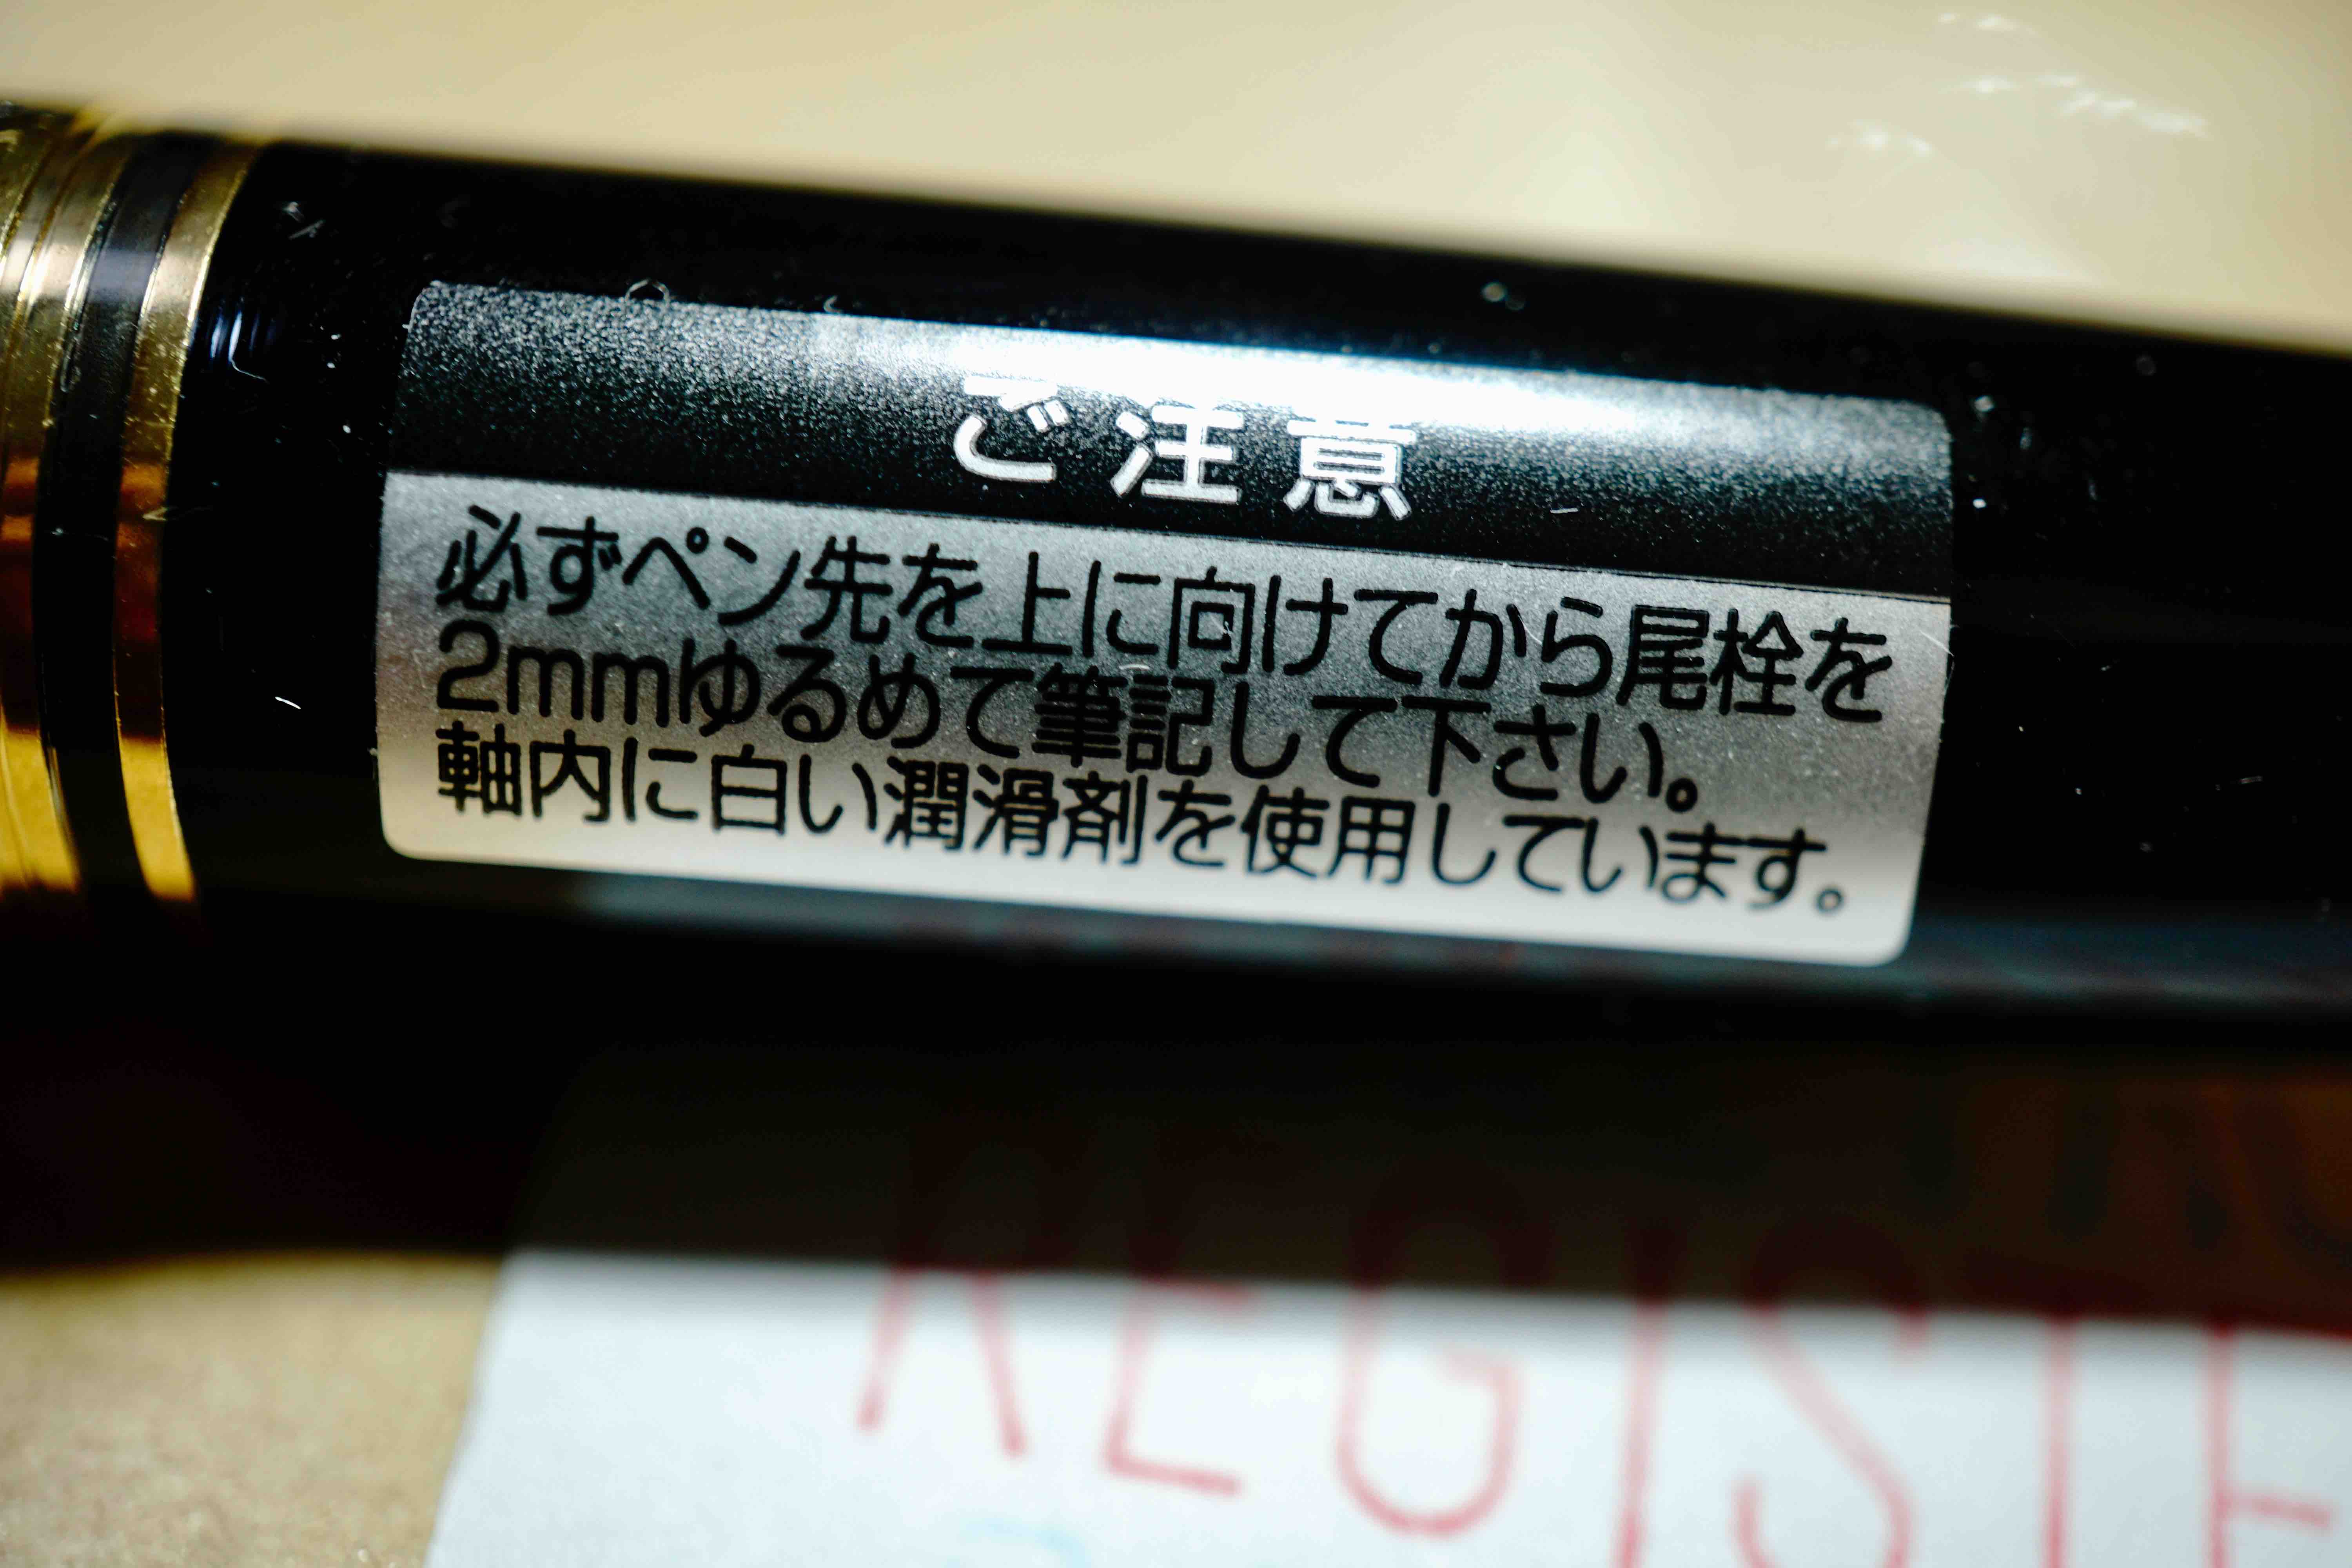 ご注意
必ずペン先を上に向けてから尾栓を
2mmゆるめて筆記して下さい。
軸内に白い潤滑剤を使用しています。
REGISTE